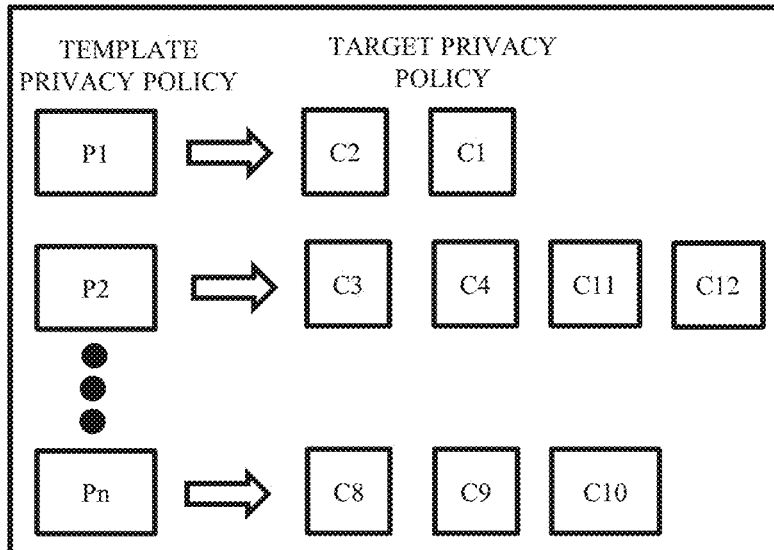 TEMPLATE
PRIVACY POLICY
TARGET PRIVACY
POLICY
P1 C2 C1
P2 C3 C4 C11 C12
Pn C8 C9 C10